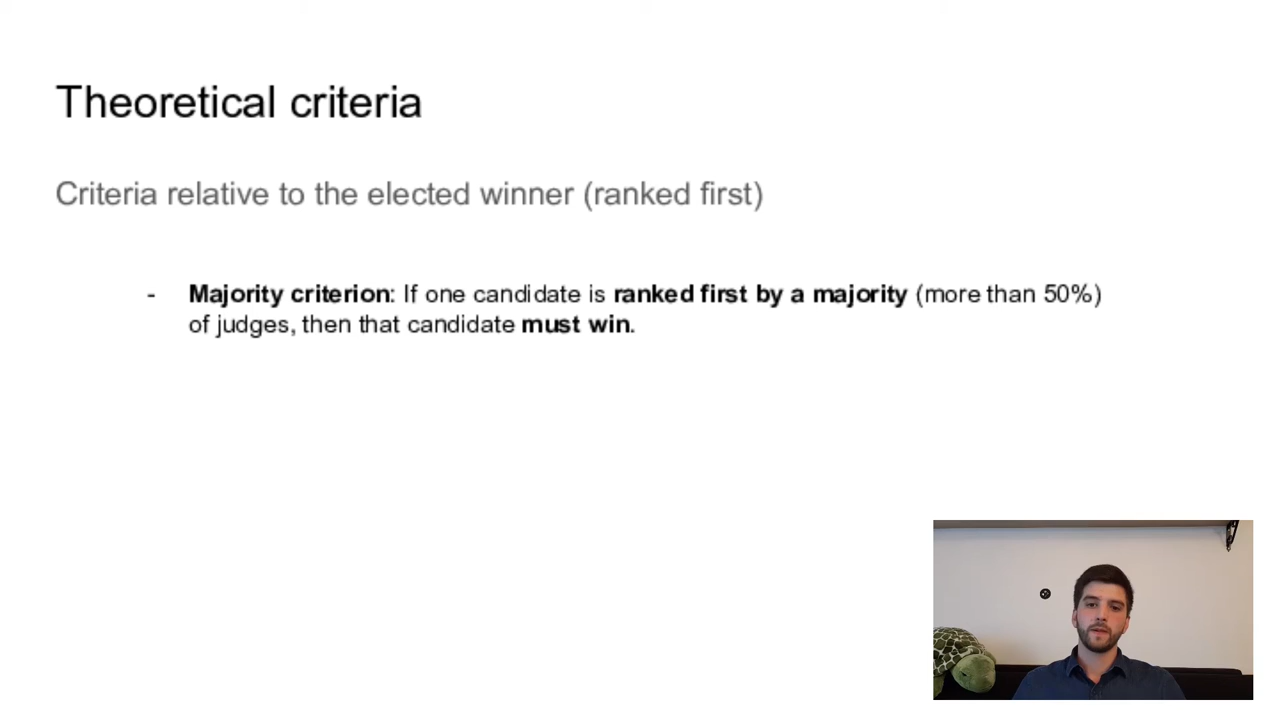 Theoretical criteria
Criteria relative to the elected winner (ranked first)
- Majority criterion: If one candidate is ranked first by a majority (more than 50%)
of judges, then that candidate must win.